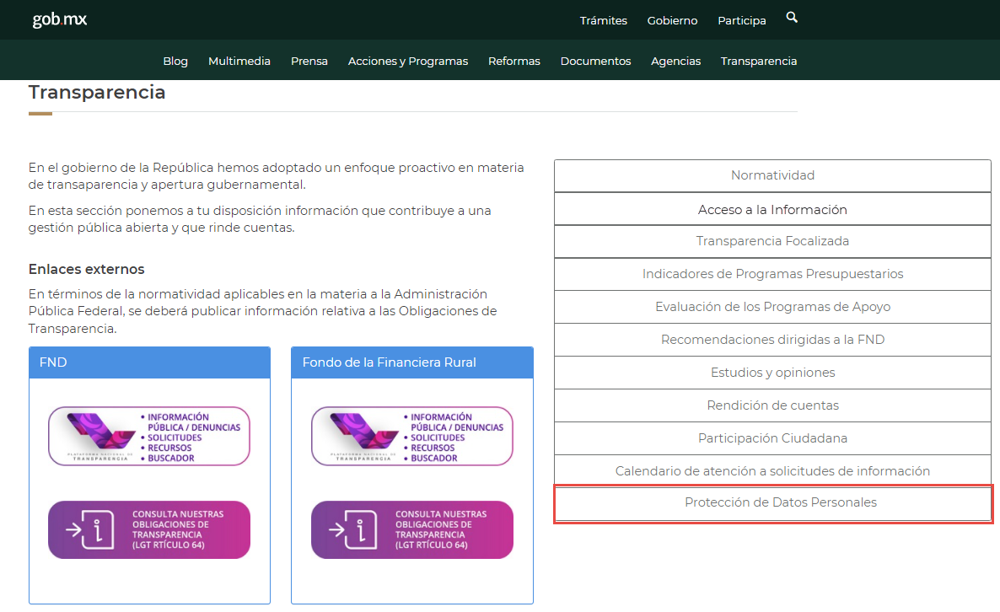 gob.mx
Trámites Gobierno Participa
Blog Multimedia Prensa Acciones y Programas Reformas Documentos Agencias Transparencia
Transparencia
En el gobierno de la República hemos adoptado un enfoque proactivo en materia
de transaparencia y apertura gubernamental.
En esta sección ponemos a tu disposición información que contribuye a una
gestión pública abierta y que rinde cuentas.
Enlaces externos
En términos de la normatividad aplicables en la materia a la Administración
Pública Federal, se deberá publicar información relativa a las Obligaciones de
Transparencia.
FND
• INFORMACIÓN
PÚBLICA / DENUNCIAS
• SOLICITUDES
• RECURSOS
• BUSCADOR
PLATAFORMA NACIONAL DE
TRANSPARENCIA
CONSULTA NUESTRAS
OBLIGACIONES DE
TRANSPARENCIA
(LGT RTÍCULO 64)
Fondo de la Financiera Rural
• INFORMACIÓN
PÚBLICA / DENUNCIAS
• SOLICITUDES
• RECURSOS
• BUSCADOR
PLATAFORMA NACIONAL DE
TRANSPARENCIA
CONSULTA NUESTRAS
OBLIGACIONES DE
TRANSPARENCIA
(LGT RTÍCULO 64)
Normatividad
Acceso a la Información
Transparencia Focalizada
Indicadores de Programas Presupuestarios
Evaluación de los Programas de Apoyo
Recomendaciones dirigidas a la FND
Estudios y opiniones
Rendición de cuentas
Participación Ciudadana
Calendario de atención a solicitudes de información
Protección de Datos Personales